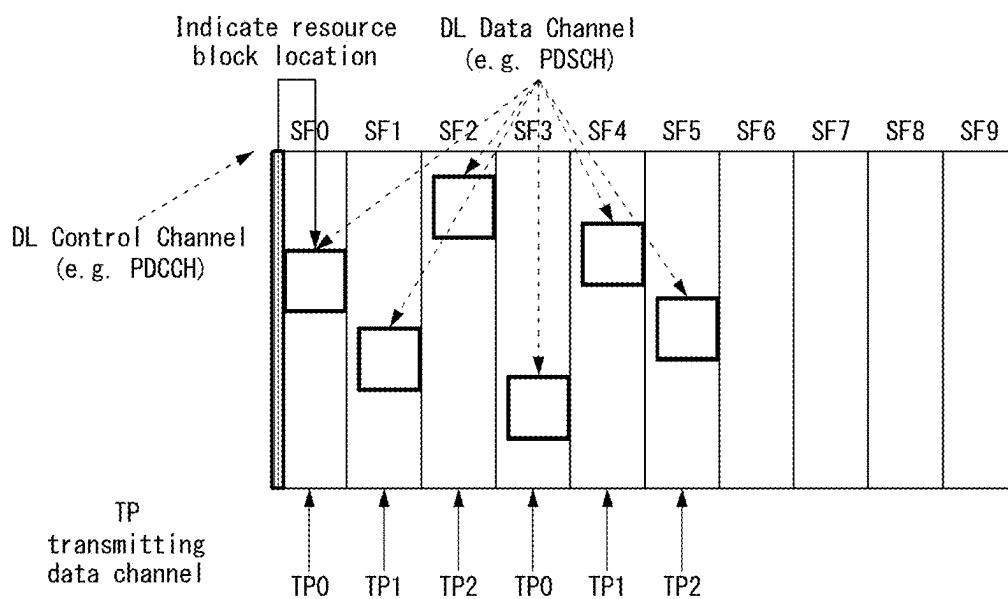 Indicate resource
block location
DL Data Channel
(e.g. PDSCH)
SF0 SF1 SF2 SF3 SF4 SF5 SF6 SF7 SF8 SF9
DL Control Channel
(e.g. PDCCH)
TP
transmitting
data channel
TP0 TP1 TP2 TP0 TP1 TP2